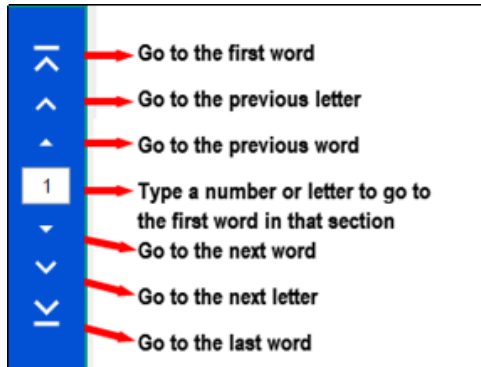 Go to the first word
Go to the previous letter
Go to the previous word
1
Type a number or letter to go to
the first word in that section
Go to the next word
Go to the next letter
Go to the last word